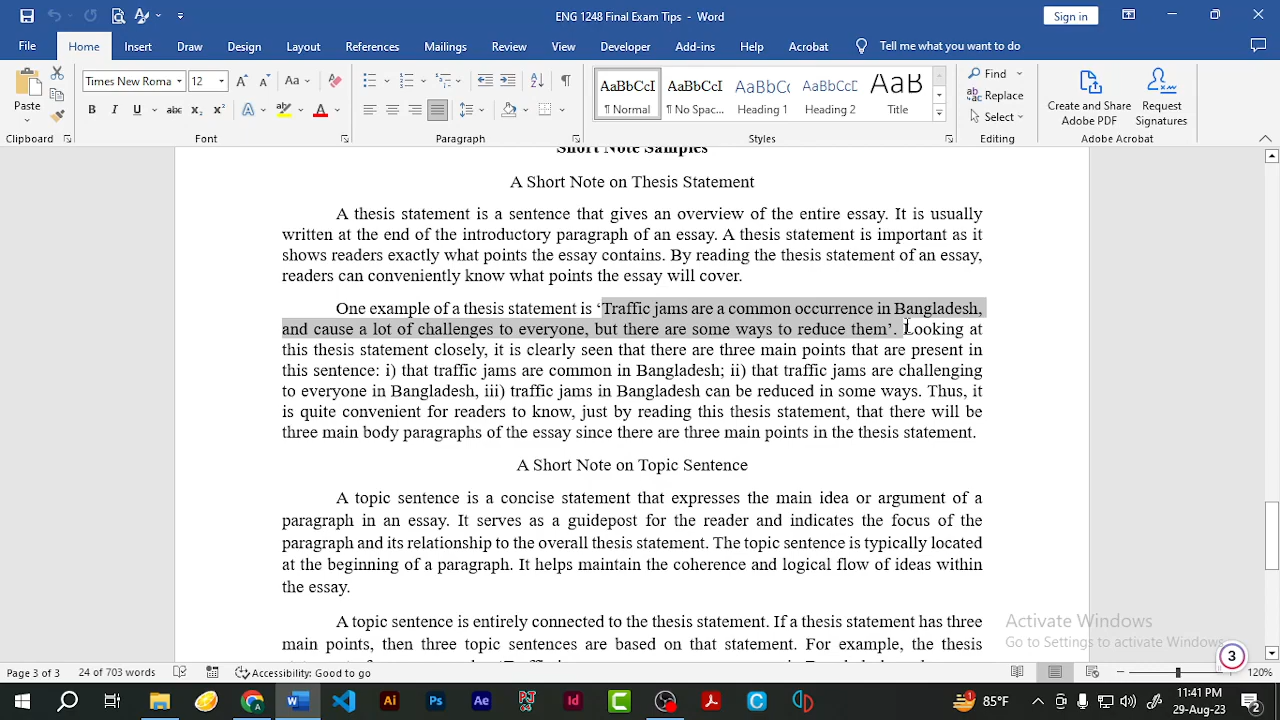 ENG 1248 Final Exam Tips - Word
Sign in
File Home Insert Draw Design Layout References Mailings Review View Developer Add-ins Help Acrobat Tell me what you want to do
Paste
Times New Roma 12
Aa
B I U abc x₂ x² A A
AaBbCcI AaBbCcI AaBbC AaBbCcD AaB
¶ Normal ¶ No Spac... Heading 1 Heading 2 Title
Find
Replace
Select
Create and Share Adobe PDF
Request Signatures
Clipboard Font Paragraph Styles Editing Adobe Acrobat
Short Note Samples
A Short Note on Thesis Statement
A thesis statement is a sentence that gives an overview of the entire essay. It is usually
written at the end of the introductory paragraph of an essay. A thesis statement is important as it
shows readers exactly what points the essay contains. By reading the thesis statement of an essay,
readers can conveniently know what points the essay will cover.
One example of a thesis statement is ‘Traffic jams are a common occurrence in Bangladesh,
and cause a lot of challenges to everyone, but there are some ways to reduce them’. Looking at
this thesis statement closely, it is clearly seen that there are three main points that are present in
this sentence: i) that traffic jams are common in Bangladesh; ii) that traffic jams are challenging
to everyone in Bangladesh, iii) traffic jams in Bangladesh can be reduced in some ways. Thus, it
is quite convenient for readers to know, just by reading this thesis statement, that there will be
three main body paragraphs of the essay since there are three main points in the thesis statement.
A Short Note on Topic Sentence
A topic sentence is a concise statement that expresses the main idea or argument of a
paragraph in an essay. It serves as a guidepost for the reader and indicates the focus of the
paragraph and its relationship to the overall thesis statement. The topic sentence is typically located
at the beginning of a paragraph. It helps maintain the coherence and logical flow of ideas within
the essay.
A topic sentence is entirely connected to the thesis statement. If a thesis statement has three
main points, then three topic sentences are based on that statement. For example, the thesis
Activate Windows
Go to Settings to activate Windows.
3
Page 3 of 3 24 of 703 words Accessibility: Good to go 120%
Ai Ps Ae Id C
85°F
11:41 PM
29-Aug-23
2